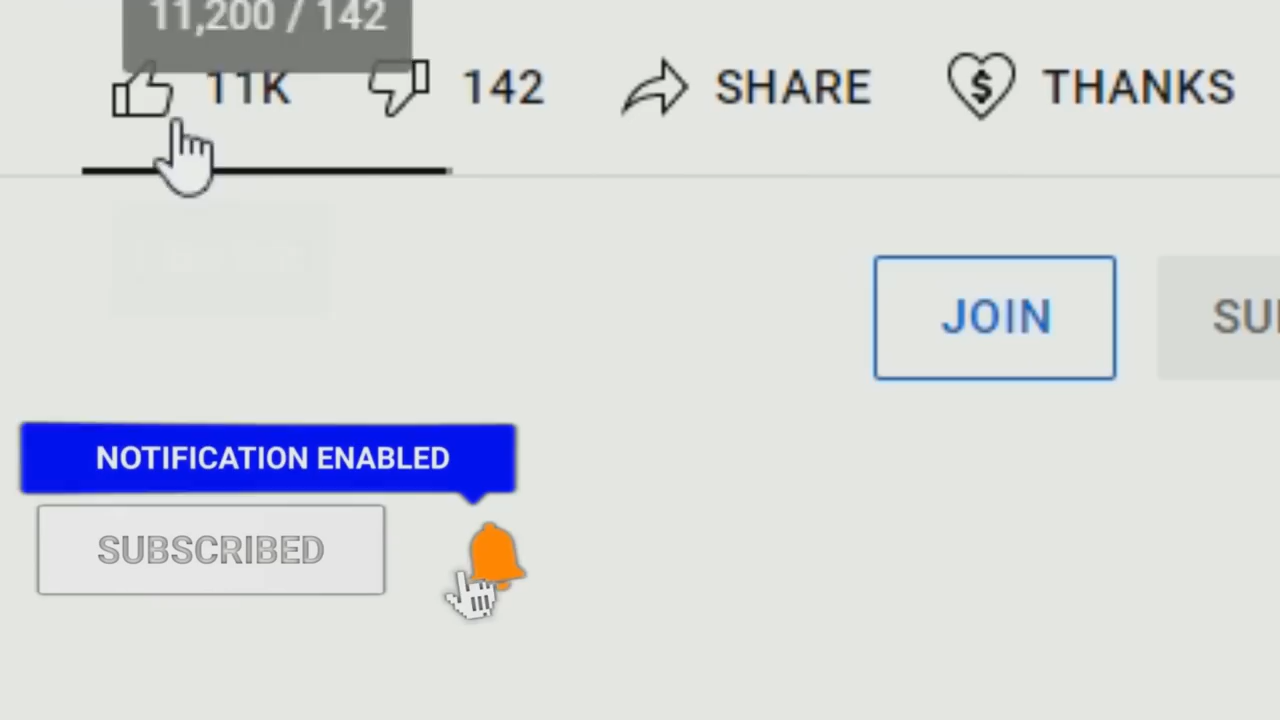 11,200 / 142
11K 142 SHARE THANKS
JOIN SU
NOTIFICATION ENABLED
SUBSCRIBED